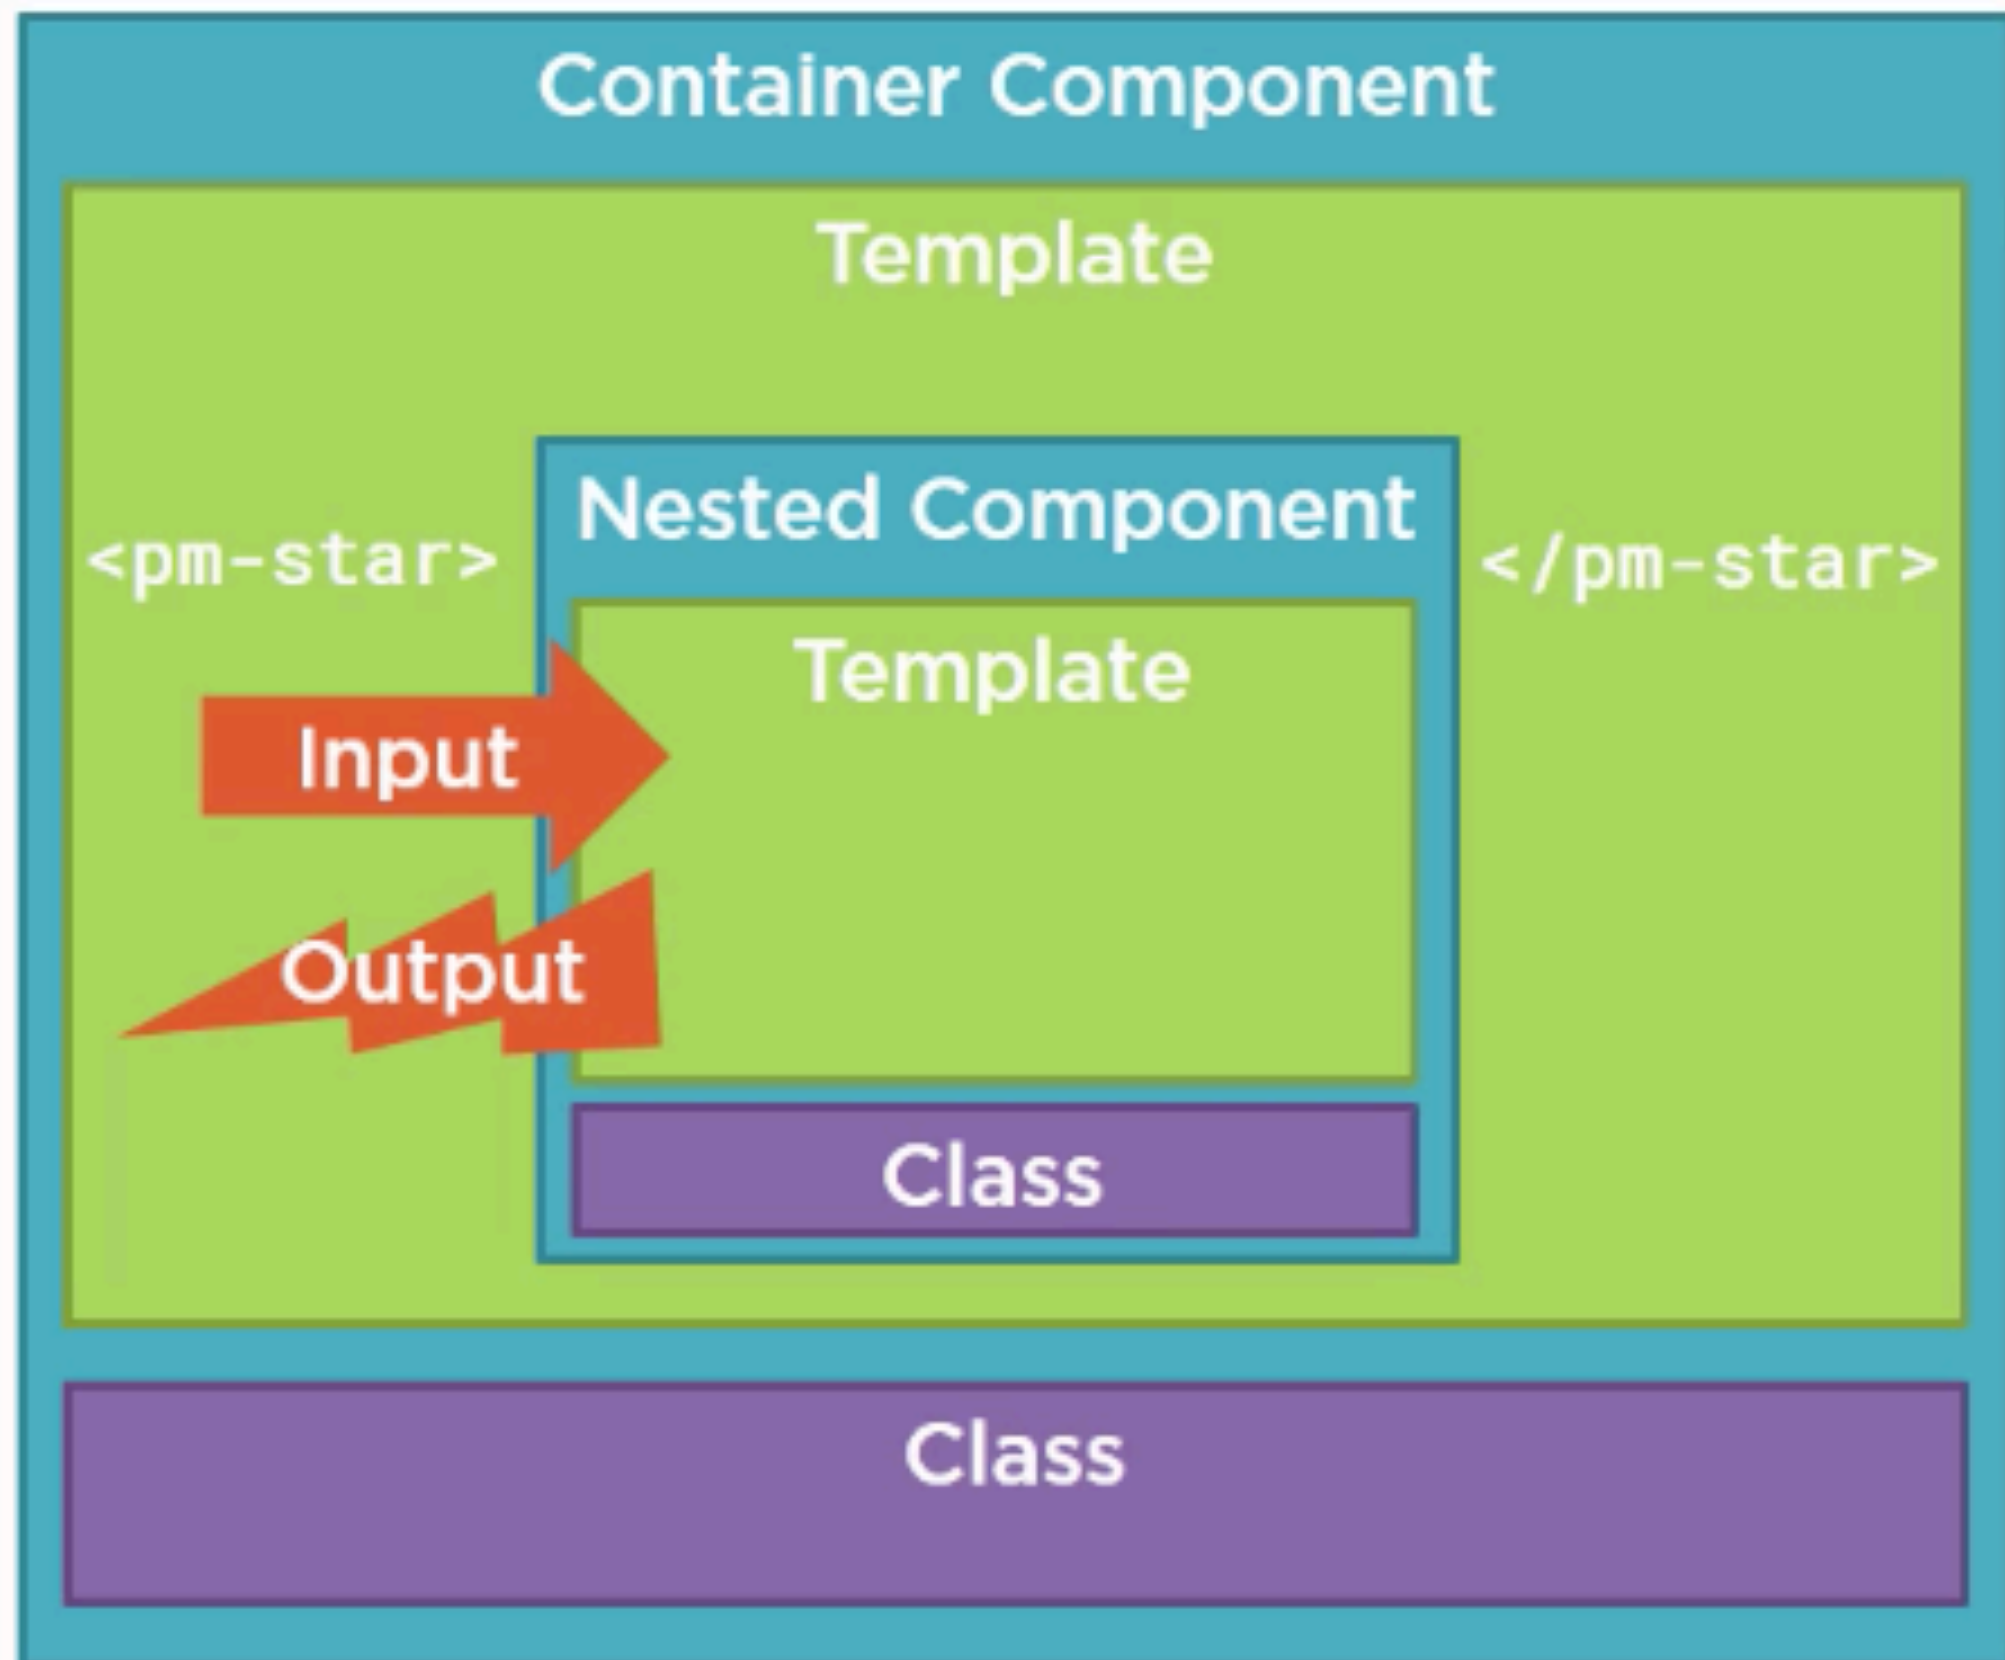 Container Component
Template
Nested Component
<pm-star>
</pm-star>
Template
Input
Output
Class
Class